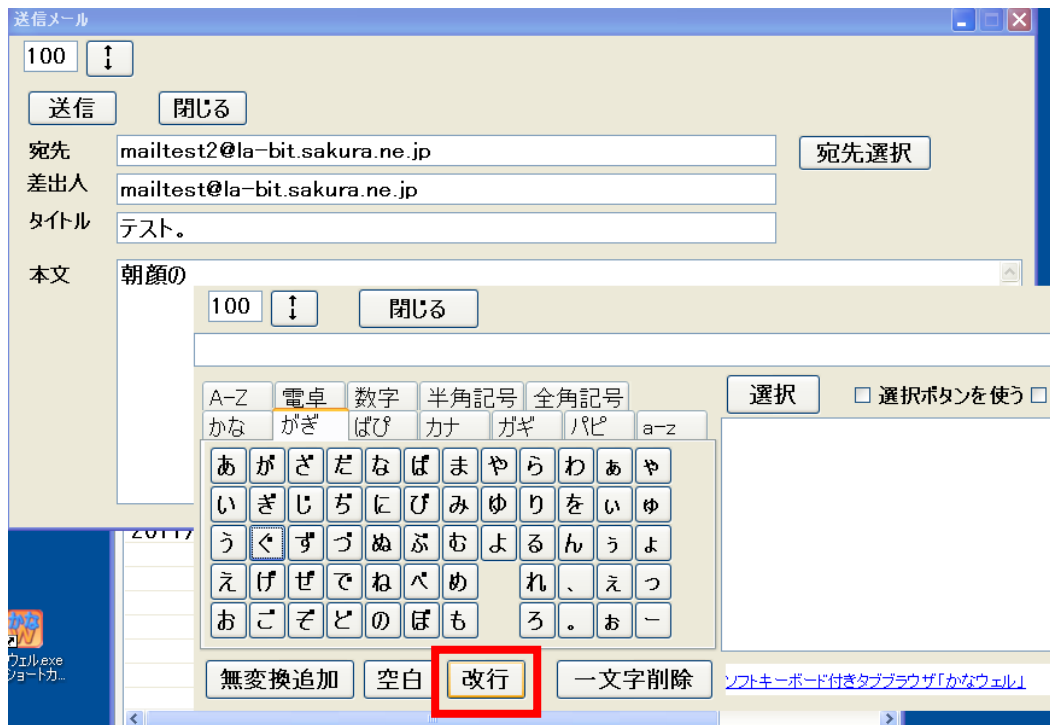 送信メール
100 ↕
送信 閉じる
宛先 mailtest2@la-bit.sakura.ne.jp 宛先選択
差出人 mailtest@la-bit.sakura.ne.jp
タイトル テスト。
本文 朝顔の
100 ↕ 閉じる
A-Z 電卓 数字 半角記号 全角記号
かな がぎ ばぴ カナ ガギ パピ a-z
選択 選択ボタンを使う
あ が ざ だ な ば ま や ら わ ぁ ゃ
い ぎ じ ぢ に び み ゆ り を ぃ ゅ
う ぐ ず づ ぬ ぶ む よ る ん ぅ ょ
え げ ぜ で ね べ め れ 、 ぇ っ
お ご ぞ ど の ぼ も ろ 。 ぉ ー
無変換追加 空白 改行 一文字削除
ソフトキーボード付きタブブラウザ「かなウェル」
2011/
かな
ウェル.exe
ショートカ...